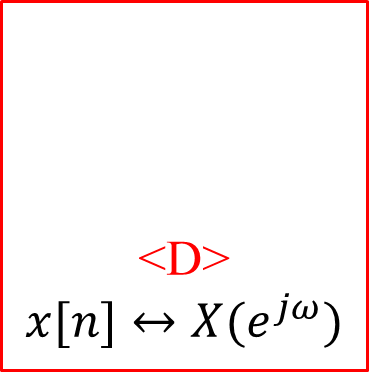 <D>
x[n] ↔ X(e^{jω})